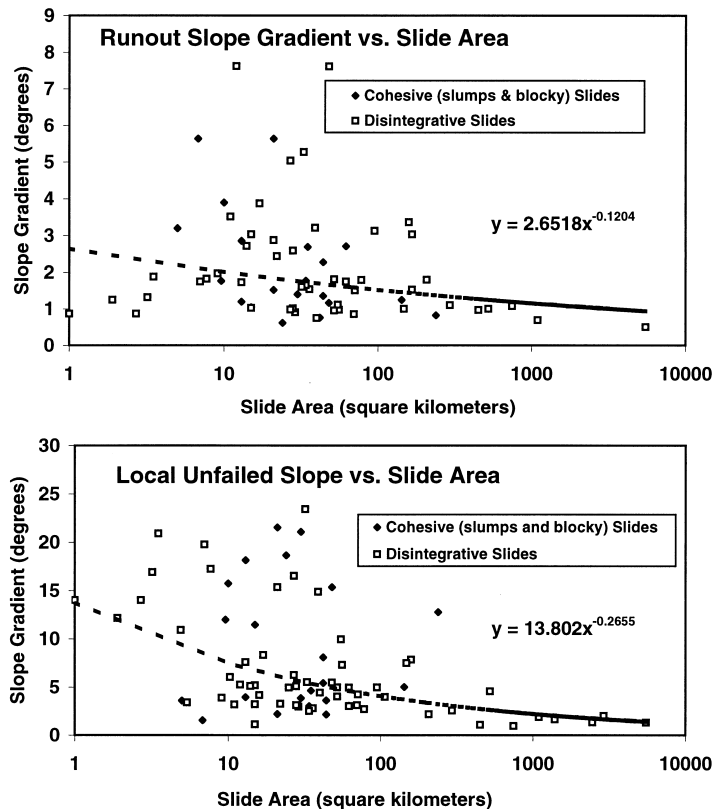 Runout Slope Gradient vs. Slide Area
9
8
7
6
5
4
3
2
1
0
Slope Gradient (degrees)
Cohesive (slumps & blocky) Slides
Disintegrative Slides
y = 2.6518x^-0.1204
1 10 100 1000 10000
Slide Area (square kilometers)
Local Unfailed Slope vs. Slide Area
30
25
20
15
10
5
0
Slope Gradient (degrees)
Cohesive (slumps and blocky) Slides
Disintegrative Slides
y = 13.802x^-0.2655
1 10 100 1000 10000
Slide Area (square kilometers)